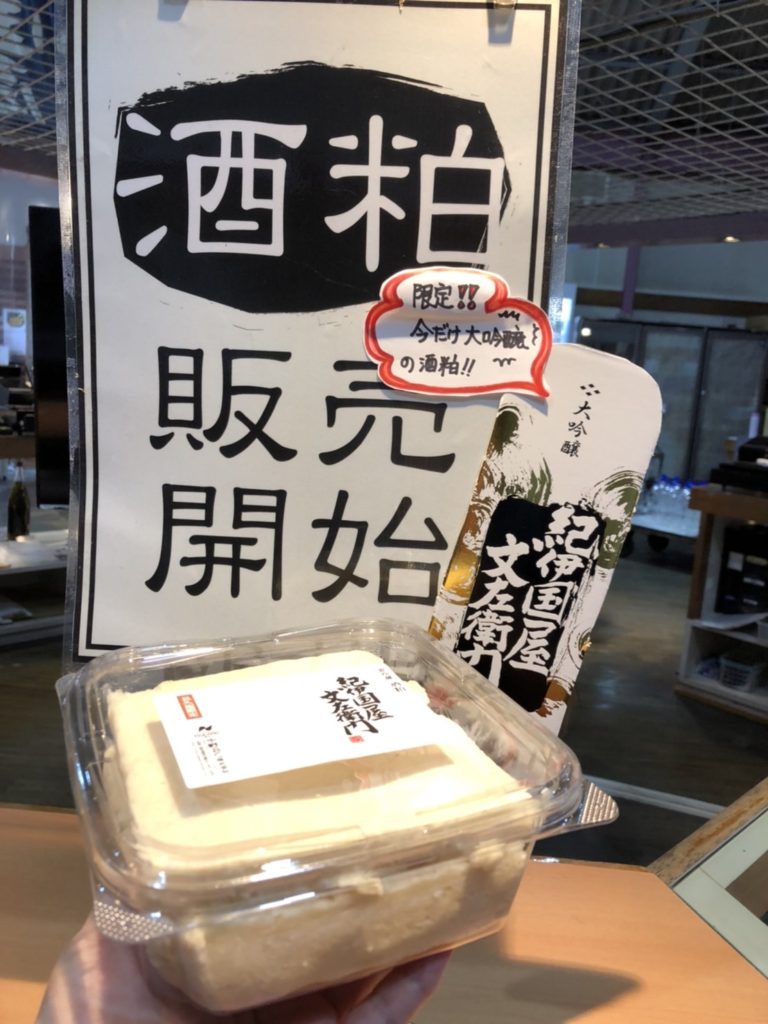 酒粕
販売
開始
限定!!
今だけ大吟醸
の酒粕!!
大吟醸
紀伊国屋
文左衛門
紀伊国屋
文左衛門